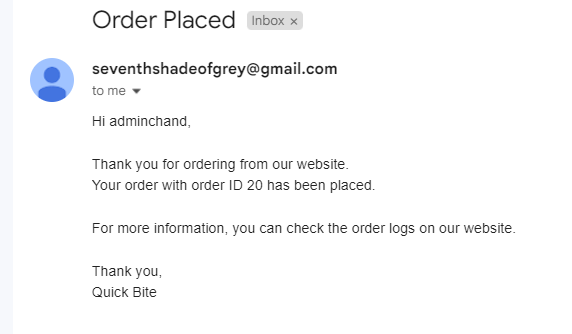 Order Placed Inbox ×
seventhshadeofgrey@gmail.com
to me
Hi adminchand,
Thank you for ordering from our website.
Your order with order ID 20 has been placed.
For more information, you can check the order logs on our website.
Thank you,
Quick Bite